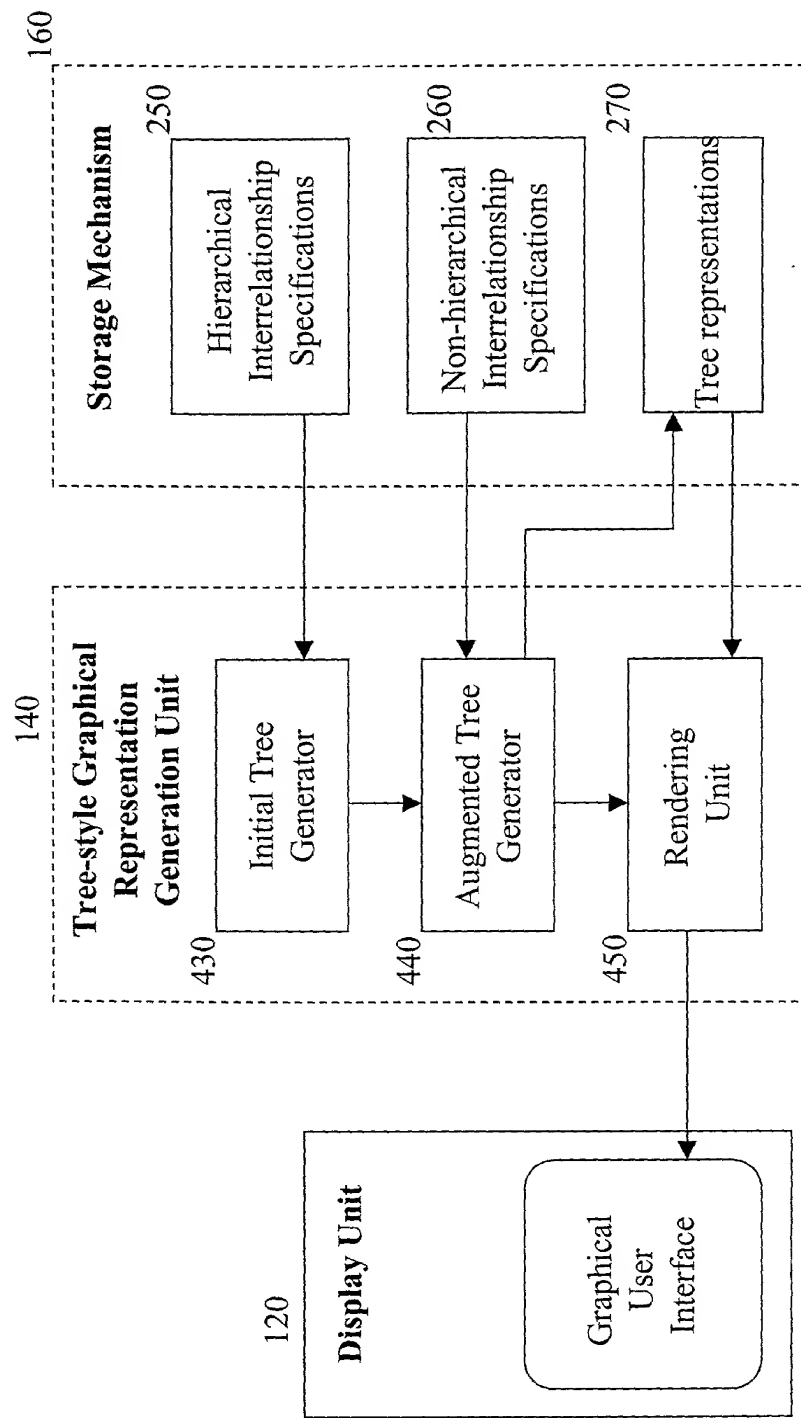 160
Storage Mechanism
250
Hierarchical
Interrelationship
Specifications
260
Non-hierarchical
Interrelationship
Specifications
270
Tree representations
140
Tree-style Graphical
Representation
Generation Unit
430
Initial Tree
Generator
440
Augmented Tree
Generator
450
Rendering
Unit
120
Display Unit
Graphical
User
Interface